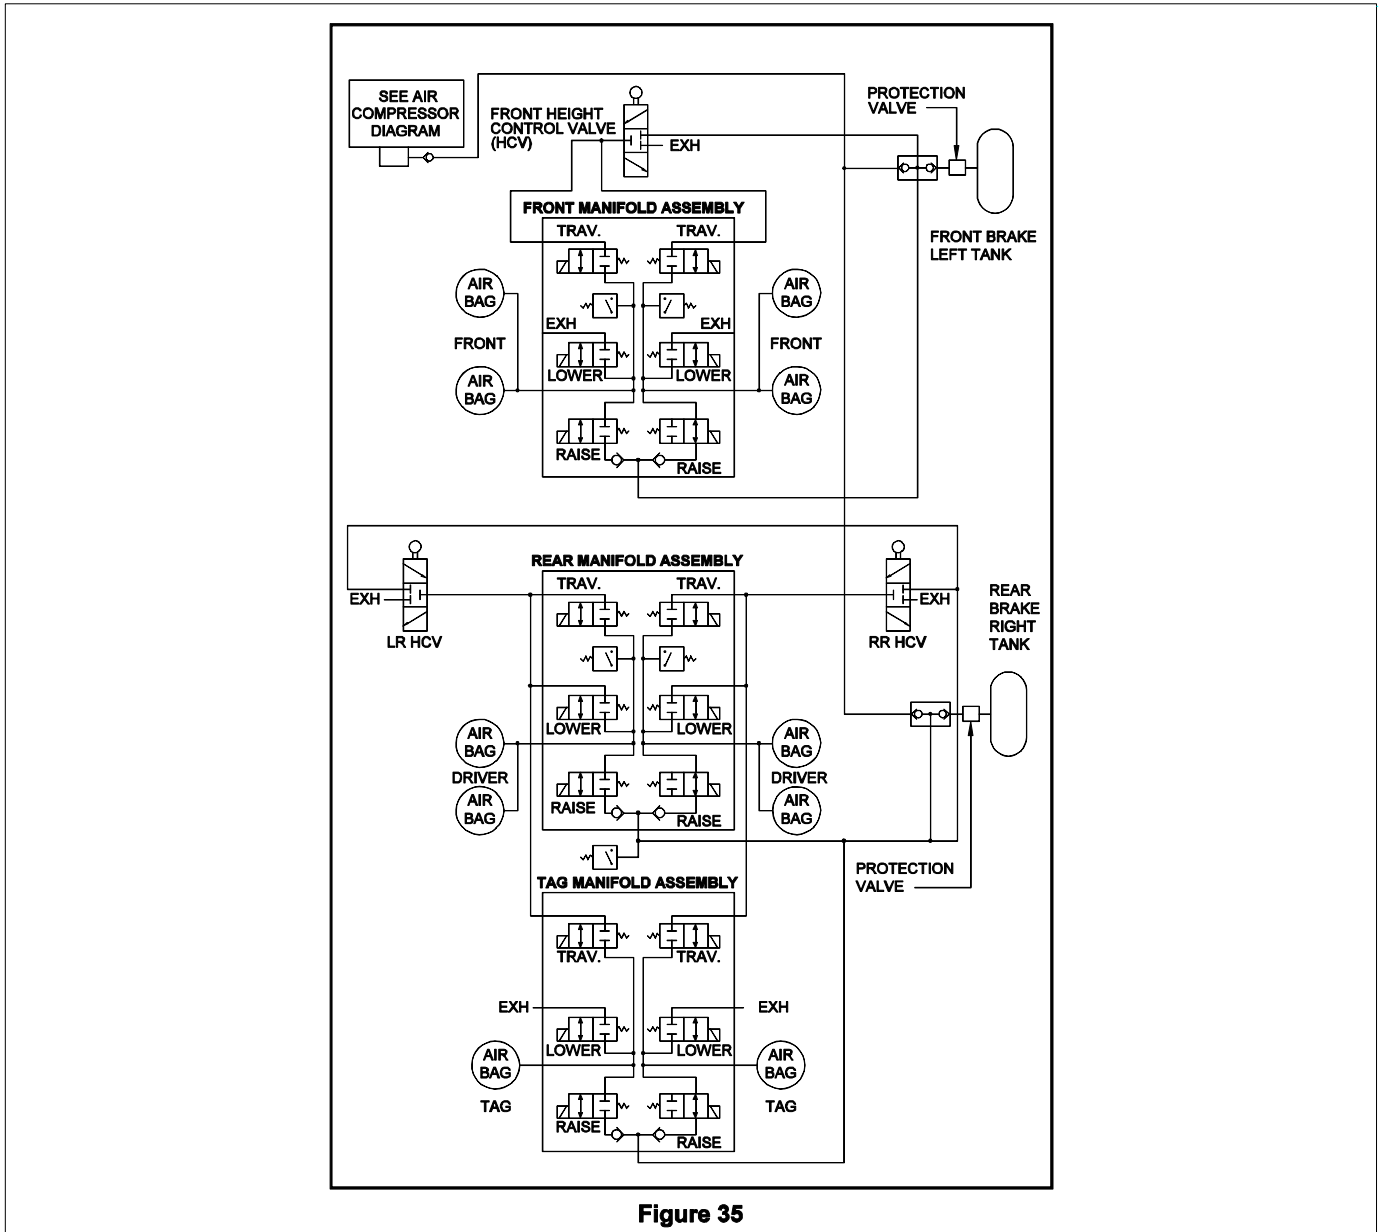 SEE AIR
COMPRESSOR
DIAGRAM
FRONT HEIGHT
CONTROL VALVE
(HCV)
EXH
PROTECTION
VALVE
FRONT BRAKE
LEFT TANK
FRONT MANIFOLD ASSEMBLY
TRAV.
TRAV.
AIR
BAG
AIR
BAG
EXH
EXH
FRONT
FRONT
LOWER
LOWER
AIR
BAG
AIR
BAG
RAISE
RAISE
REAR MANIFOLD ASSEMBLY
TRAV.
TRAV.
EXH
LR HCV
EXH
RR HCV
REAR
BRAKE
RIGHT
TANK
LOWER
LOWER
AIR
BAG
AIR
BAG
DRIVER
DRIVER
AIR
BAG
AIR
BAG
RAISE
RAISE
PROTECTION
VALVE
TAG MANIFOLD ASSEMBLY
TRAV.
TRAV.
EXH
EXH
LOWER
LOWER
AIR
BAG
AIR
BAG
TAG
TAG
RAISE
RAISE
Figure 35